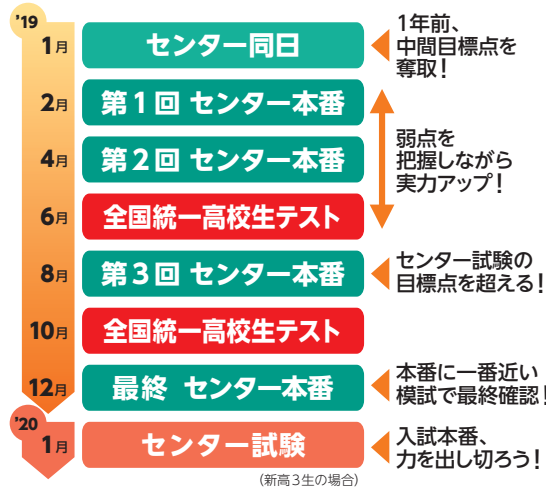 '19
1月
センター同日
1年前、
中間目標点を
奪取！
2月
第1回 センター本番
4月
第2回 センター本番
弱点を
把握しながら
実力アップ！
6月
全国統一高校生テスト
8月
第3回 センター本番
センター試験の
目標点を超える！
10月
全国統一高校生テスト
12月
最終 センター本番
本番に一番近い
模試で最終確認！
'20
1月
センター試験
入試本番、
力を出し切ろう！
(新高3生の場合)